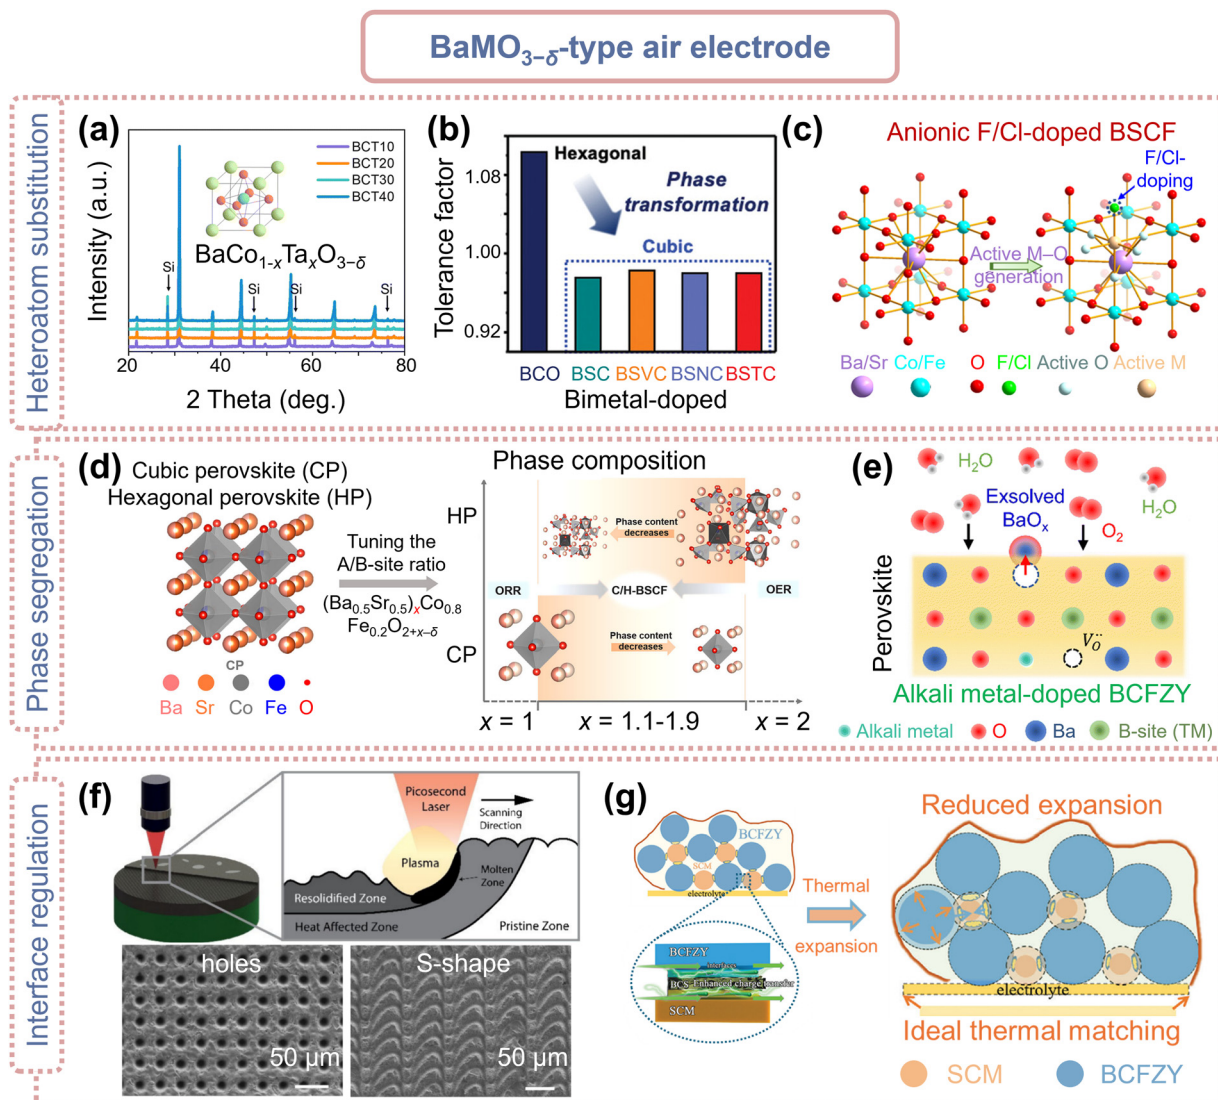 BaMO₃₋δ-type air electrode
Heteroatom substitution
(a)
Intensity (a.u.)
BCT10
BCT20
BCT30
BCT40
BaCo₁₋ₓTaₓO₃₋δ
Si
Si
Si
Si
20 40 60 80
2 Theta (deg.)
(b)
Tolerance factor
1.08
1.00
0.92
Hexagonal
Phase
transformation
Cubic
BCO BSC BSVC BSNC BSTC
Bimetal-doped
(c)
Anionic F/Cl-doped BSCF
F/Cl-
doping
Active M–O
generation
Ba/Sr Co/Fe O F/Cl Active O Active M
Phase segregation
(d)
Cubic perovskite (CP)
Hexagonal perovskite (HP)
CP
Ba Sr Co Fe O
Tuning the
A/B-site ratio
(Ba₀.₅Sr₀.₅)ₓCo₀.₈
Fe₀.₂O₂₊ₓ₋δ
Phase composition
HP
Phase content
decreases
ORR
C/H-BSCF
OER
CP
Phase content
decreases
x = 1 x = 1.1-1.9 x = 2
(e)
H₂O
Exsolved
BaOₓ
O₂
H₂O
Perovskite
V_O^¨
Alkali metal-doped BCFZY
Alkali metal O Ba B-site (TM)
Interface regulation
(f)
Picosecond
Laser
Scanning
Direction
Plasma
Molten
Zone
Resolidified Zone
Heat Affected Zone
Pristine Zone
holes
50 μm
S-shape
50 μm
(g)
BCFZY
SCM
electrolyte
BCFZY
interfaces
BCS Enhanced charge transfer
SCM
Thermal
expansion
Reduced expansion
electrolyte
Ideal thermal matching
SCM BCFZY